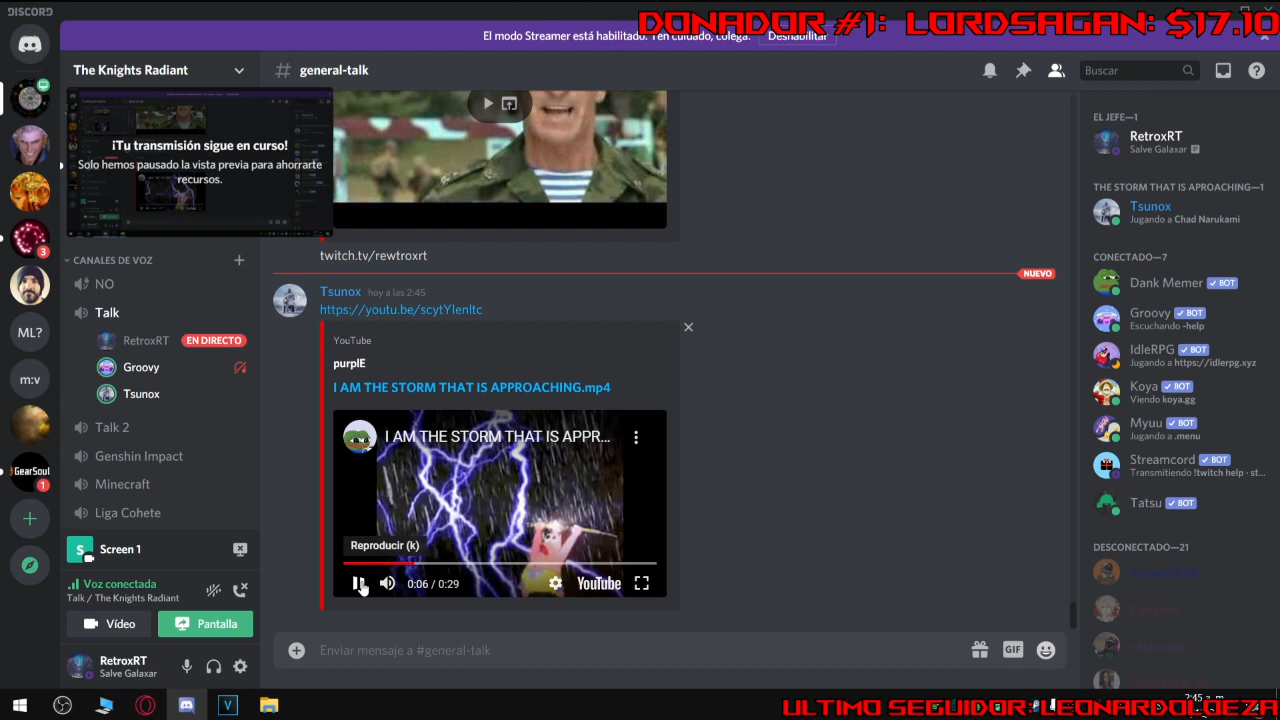 DISCORD
DONADOR #1: LORDSAGAN: $17.10
El modo Streamer está habilitado. Ten cuidado, colega.
Deshabilitar
The Knights Radiant
general-talk
Buscar
¡Tu transmisión sigue en curso!
Solo hemos pausado la vista previa para ahorrarte
recursos.
CANALES DE VOZ
NO
Talk
RetroxRT
EN DIRECTO
Groovy
Tsunox
Talk 2
Genshin Impact
Minecraft
Liga Cohete
3
ML?
m:v
GearSoul
1
S
Screen 1
Voz conectada
Talk / The Knights Radiant
Vídeo
Pantalla
RetroxRT
Salve Galaxar
twitch.tv/rewtroxrt
NUEVO
Tsunox hoy a las 2:45
https://youtu.be/scytYIenltc
YouTube
purplE
I AM THE STORM THAT IS APPROACHING.mp4
I AM THE STORM THAT IS APPR...
Reproducir (k)
0:06 / 0:29
YouTube
Enviar mensaje a #general-talk
GIF
EL JEFE—1
RetroxRT
Salve Galaxar
THE STORM THAT IS APROACHING—1
Tsunox
Jugando a Chad Narukami
CONECTADO—7
Dank Memer BOT
Groovy BOT
Escuchando -help
IdleRPG BOT
Jugando a https://idlerpg.xyz
Koya BOT
Viendo koya.gg
Myuu BOT
Jugando a .menu
Streamcord BOT
Transmitiendo !twitch help · st...
Tatsu BOT
DESCONECTADO—21
V
2:45 a. m.
ULTIMO SEGUIDOR: LEONARDOLOEZA